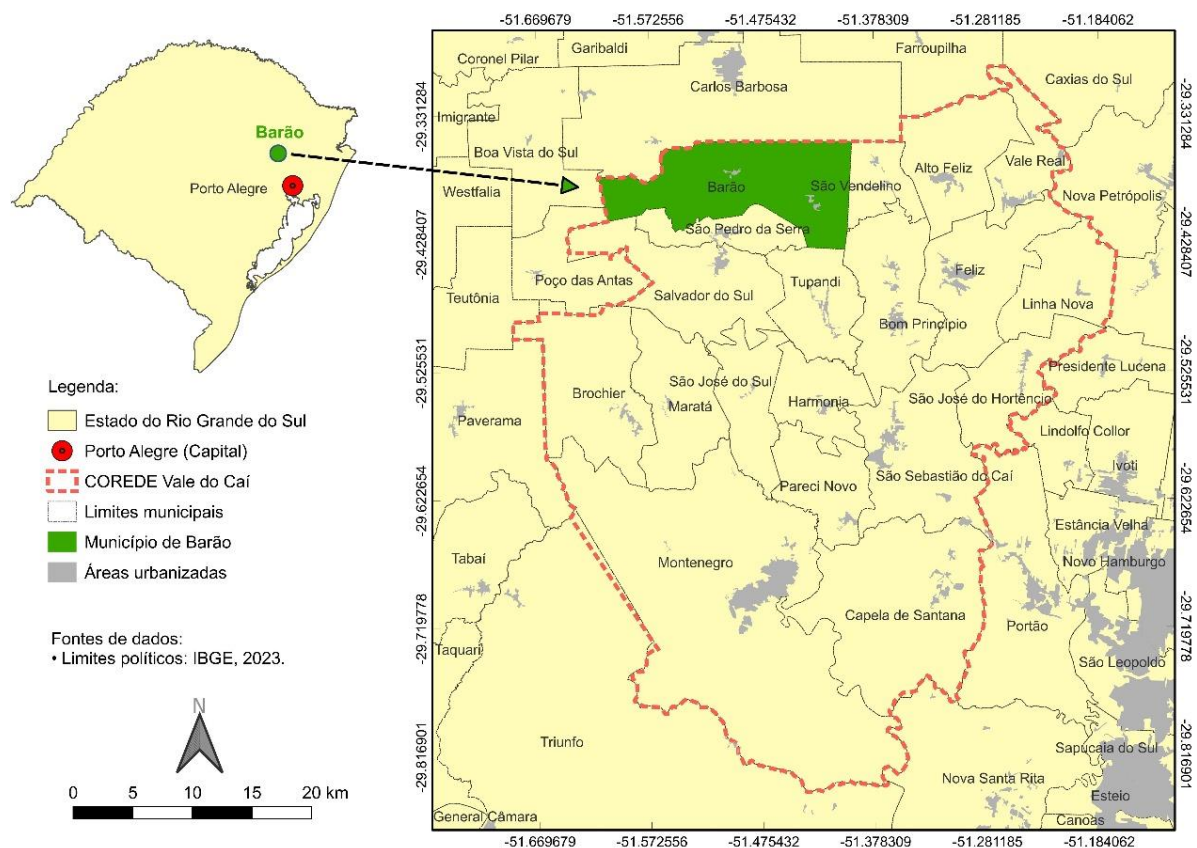 -51.669679 -51.572556 -51.475432 -51.378309 -51.281185 -51.184062
Barão
Porto Alegre
Legenda:
Estado do Rio Grande do Sul
Porto Alegre (Capital)
COREDE Vale do Caí
Limites municipais
Município de Barão
Áreas urbanizadas
Fontes de dados:
• Limites políticos: IBGE, 2023.
N
0 5 10 15 20 km
-29.331284
-29.428407
-29.525531
-29.622654
-29.719778
-29.816901
Coronel Pilar
Garibaldi
Farroupilha
Carlos Barbosa
Caxias do Sul
Imigrante
Boa Vista do Sul
Alto Feliz
Vale Real
Westfalia
Barão
São Vendelino
Nova Petrópolis
São Pedro da Serra
Poço das Antas
Salvador do Sul
Tupandi
Feliz
Teutônia
Linha Nova
Bom Princípio
Presidente Lucena
Brochier
São José do Sul
Maratá
Harmonia
São José do Hortêncio
Paverama
Lindolfo Collor
Ivoti
São Sebastião do Caí
Pareci Novo
Estância Velha
Tabaí
Montenegro
Novo Hamburgo
Capela de Santana
Portão
Taquari
São Leopoldo
Triunfo
Sapucaia do Sul
Nova Santa Rita
Esteio
General Câmara
Canoas
-29.331284
-29.428407
-29.525531
-29.622654
-29.719778
-29.816901
-51.669679 -51.572556 -51.475432 -51.378309 -51.281185 -51.184062